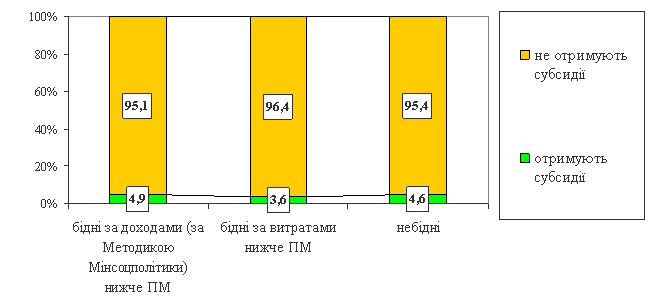 100%
80%
60%
40%
20%
0%
95,1
96,4
95,4
4,9
3,6
4,6
бідні за доходами (за
Методикою
Мінсоцполітики)
нижче ПМ
бідні за витратами
нижче ПМ
небідні
не отримують
субсидії
отримують
субсидії